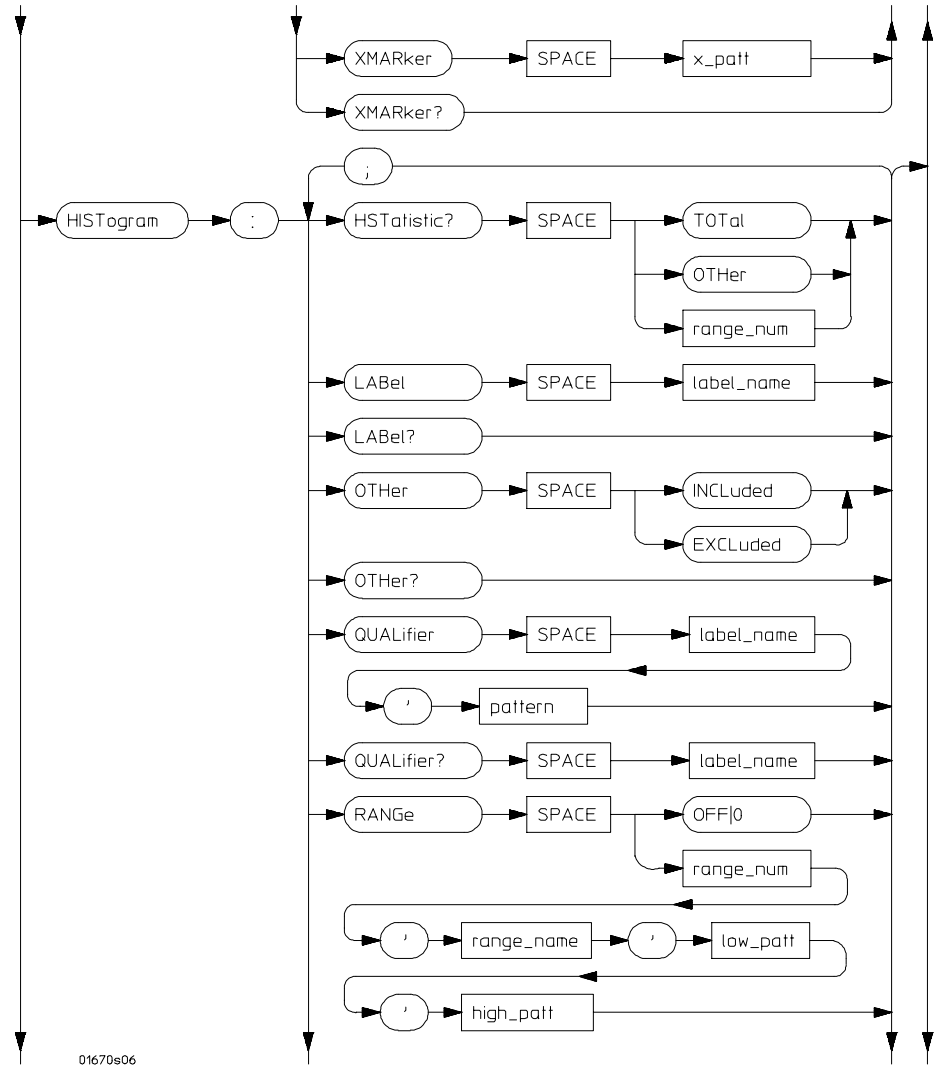 XMARker SPACE x_patt
XMARker?
;
HISTogram : HSTatistic? SPACE TOTal
OTHer
range_num
LABel SPACE label_name
LABel?
OTHer SPACE INCLuded
EXCLuded
OTHer?
QUALifier SPACE label_name
, pattern
QUALifier? SPACE label_name
RANGe SPACE OFF|0
range_num
, range_name , low_patt
, high_patt
01670s06